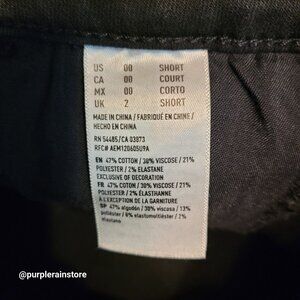 US 00 SHORT
CA 00 COURT
MX 00 CORTO
UK 2 SHORT
MADE IN CHINA / FABRIQUÉ EN CHINE /
HECHO EN CHINA
RN 54485/CA 03873
RFC# AEM120605U9A
EN 47% COTTON / 30% VISCOSE / 21%
POLYESTER / 2% ELASTANE
EXCLUSIVE OF DECORATION
FR 47% COTON / 30% VISCOSE / 21%
POLYESTER / 2% ÉLASTHANNE
À L'EXCEPTION DE LA GARNITURE
SP 47% algodón / 30% viscosa / 13%
poliéster / 8% elastomultiéster / 2%
elastano
@purplerainstore